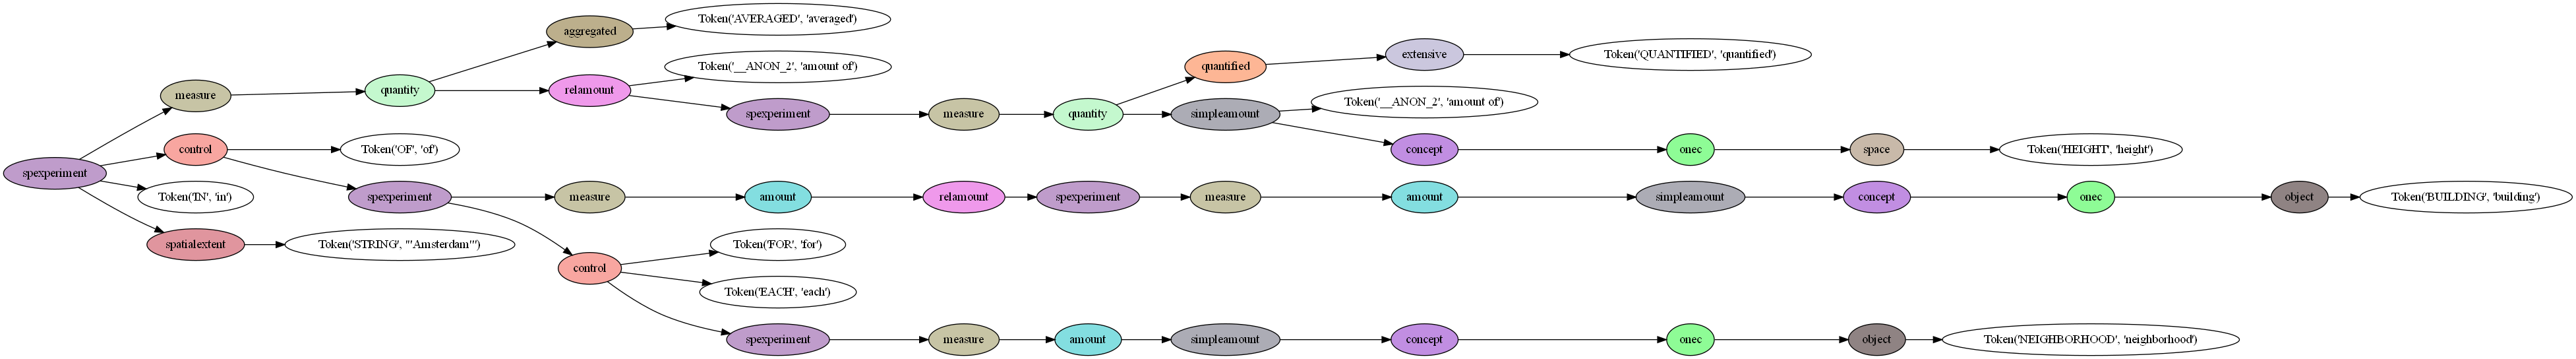 spexperiment
measure
quantity
aggregated
Token('AVERAGED', 'averaged')
relamount
Token('__ANON_2', 'amount of')
spexperiment
measure
quantity
quantified
extensive
Token('QUANTIFIED', 'quantified')
simpleamount
Token('__ANON_2', 'amount of')
concept
onec
space
Token('HEIGHT', 'height')
control
Token('OF', 'of')
spexperiment
measure
amount
relamount
spexperiment
measure
amount
simpleamount
concept
onec
object
Token('BUILDING', 'building')
control
Token('FOR', 'for')
Token('EACH', 'each')
spexperiment
measure
amount
simpleamount
concept
onec
object
Token('NEIGHBORHOOD', 'neighborhood')
Token('IN', 'in')
spatialextent
Token('STRING', "'Amsterdam'")